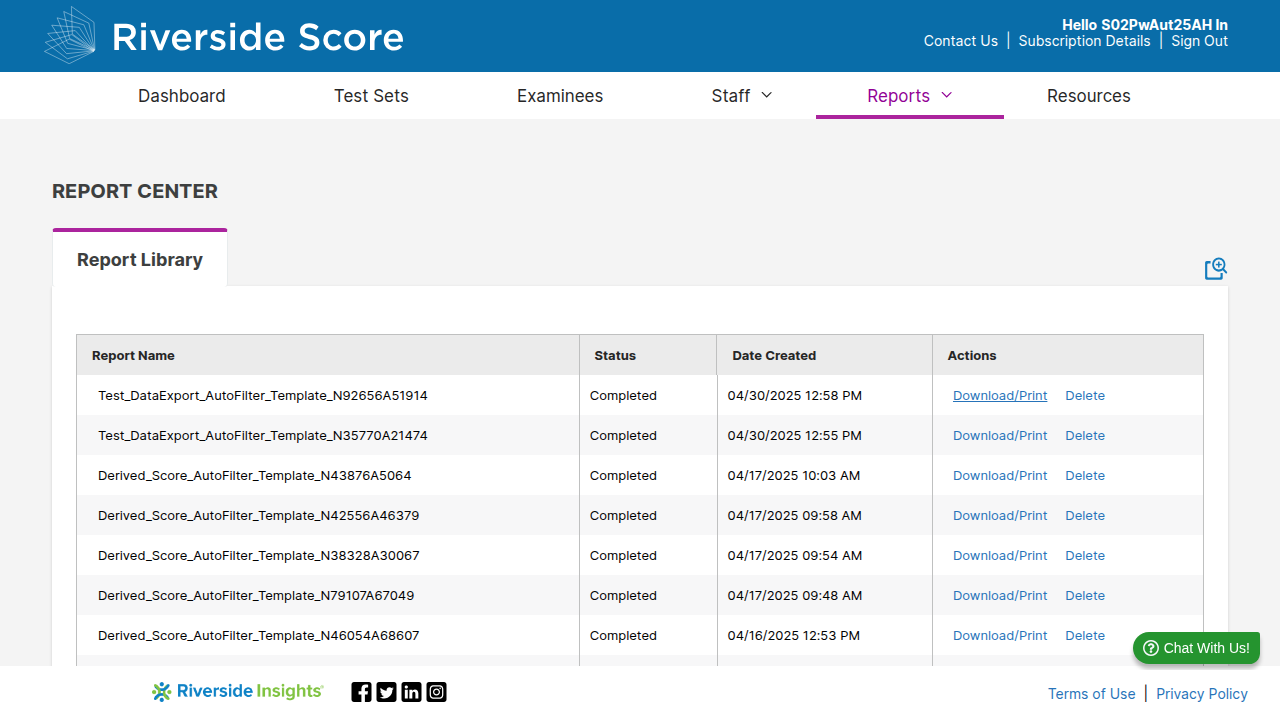 Riverside Score
Hello S02PwAut25AH In
Contact Us | Subscription Details | Sign Out
Dashboard Test Sets Examinees Staff Reports Resources
REPORT CENTER
Report Library
Report Name Status Date Created Actions
Test_DataExport_AutoFilter_Template_N92656A51914 Completed 04/30/2025 12:58 PM Download/Print Delete
Test_DataExport_AutoFilter_Template_N35770A21474 Completed 04/30/2025 12:55 PM Download/Print Delete
Derived_Score_AutoFilter_Template_N43876A5064 Completed 04/17/2025 10:03 AM Download/Print Delete
Derived_Score_AutoFilter_Template_N42556A46379 Completed 04/17/2025 09:58 AM Download/Print Delete
Derived_Score_AutoFilter_Template_N38328A30067 Completed 04/17/2025 09:54 AM Download/Print Delete
Derived_Score_AutoFilter_Template_N79107A67049 Completed 04/17/2025 09:48 AM Download/Print Delete
Derived_Score_AutoFilter_Template_N46054A68607 Completed 04/16/2025 12:53 PM Download/Print Delete
Chat With Us!
Riverside Insights
Terms of Use | Privacy Policy